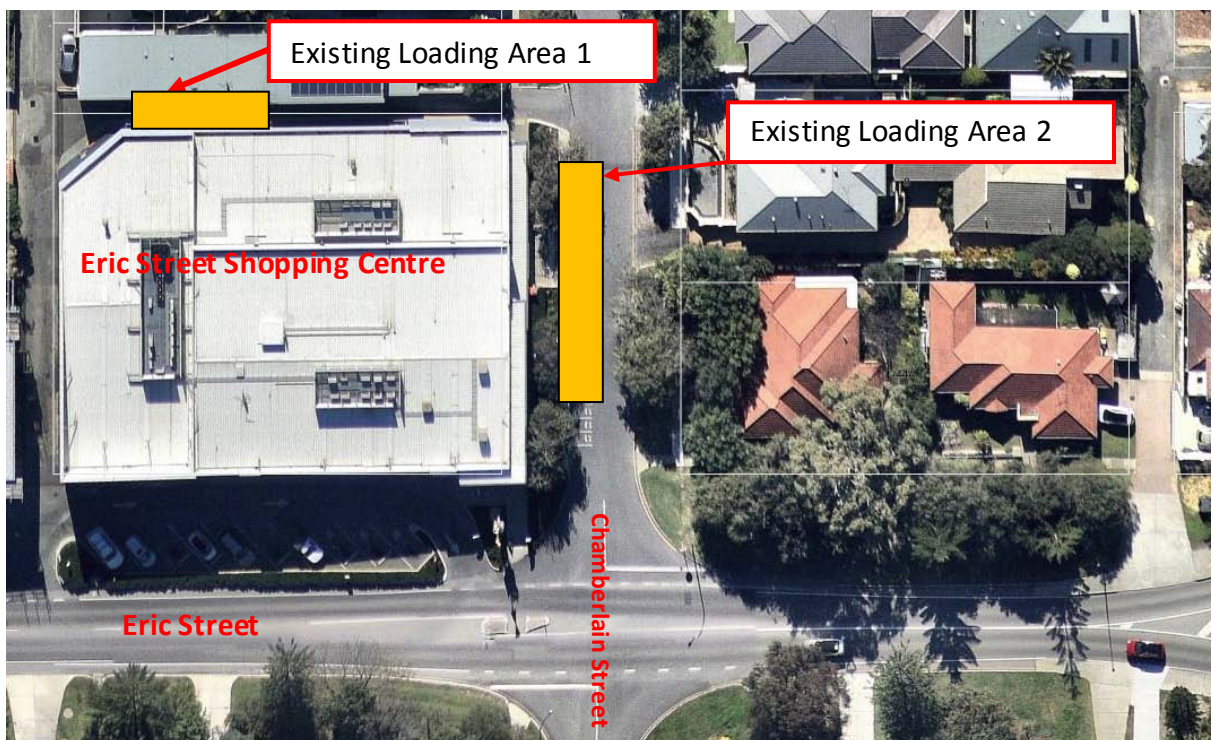 Existing Loading Area 1
Existing Loading Area 2
Eric Street Shopping Centre
Chamberlain Street
Eric Street